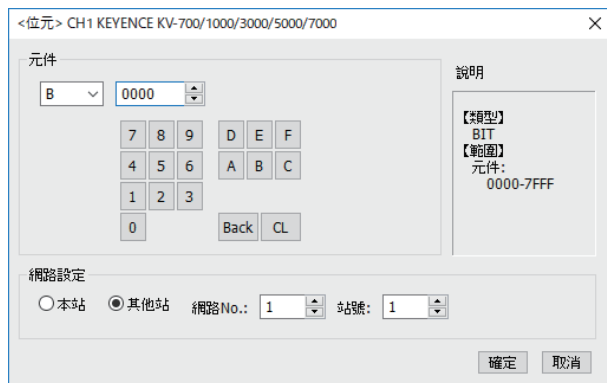 <位元> CH1 KEYENCE KV-700/1000/3000/5000/7000
元件
B 0000
7 8 9 D E F
4 5 6 A B C
1 2 3
0 Back CL
說明
【類型】
BIT
【範圍】
元件:
0000-7FFF
網路設定
本站 其他站 網路No.: 1 站號: 1
確定 取消